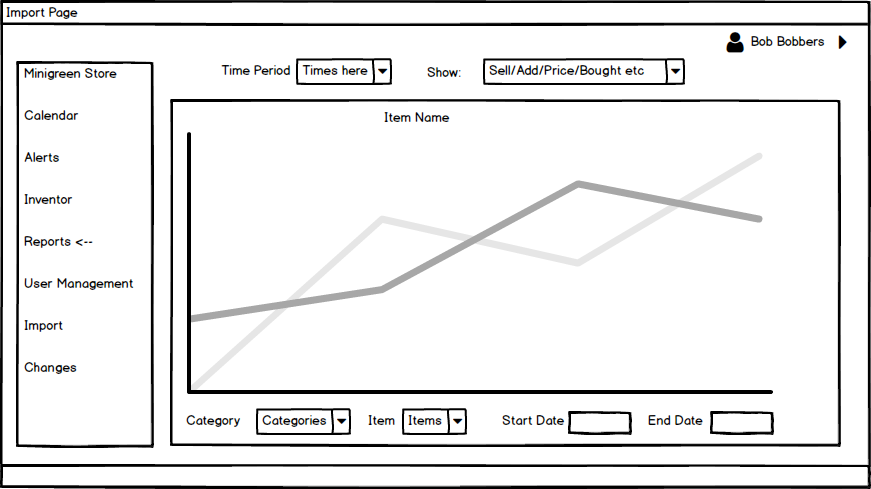 Import Page
Bob Bobbers
Minigreen Store
Calendar
Alerts
Inventor
Reports <--
User Management
Import
Changes
Time Period Times here Show: Sell/Add/Price/Bought etc
Item Name
Category Categories Item Items Start Date End Date